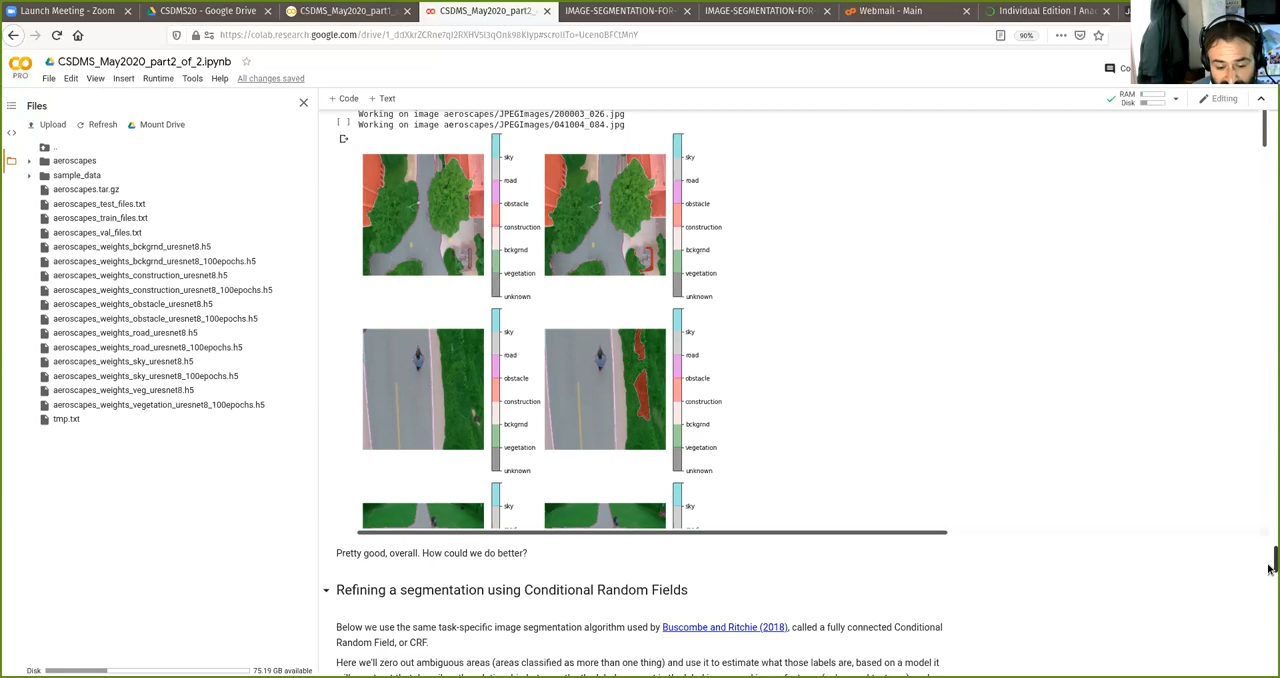 Launch Meeting - Zoom
CSDMS20 - Google Drive
CSDMS_May2020_part1_
CSDMS_May2020_part2_
IMAGE-SEGMENTATION-FOR-
IMAGE-SEGMENTATION-FOR
Webmail - Main
Individual Edition | Ana
https://colab.research.google.com/drive/
90%
CSDMS_May2020_part2_of_2.ipynb
PRO
File Edit View Insert Runtime Tools Help All changes saved
Co
Files
+ Code + Text
RAM
Disk
Editing
Upload Refresh Mount Drive
..
aeroscapes
sample_data
aeroscapes.tar.gz
aeroscapes_test_files.txt
aeroscapes_train_files.txt
aeroscapes_val_files.txt
aeroscapes_weights_bckgrnd_uresnet8.h5
aeroscapes_weights_bckgrnd_uresnet8_100epochs.h5
aeroscapes_weights_construction_uresnet8.h5
aeroscapes_weights_construction_uresnet8_100epochs.h5
aeroscapes_weights_obstacle_uresnet8.h5
aeroscapes_weights_obstacle_uresnet8_100epochs.h5
aeroscapes_weights_road_uresnet8.h5
aeroscapes_weights_road_uresnet8_100epochs.h5
aeroscapes_weights_sky_uresnet8.h5
aeroscapes_weights_sky_uresnet8_100epochs.h5
aeroscapes_weights_veg_uresnet8.h5
aeroscapes_weights_vegetation_uresnet8_100epochs.h5
tmp.txt
Disk
75.19 GB available
Working on image aeroscapes/JPEGImages/200003_026.jpg
[ ] Working on image aeroscapes/JPEGImages/041004_084.jpg
sky
road
obstacle
construction
bckgrnd
vegetation
unknown
sky
road
obstacle
construction
bckgrnd
vegetation
unknown
sky
road
obstacle
construction
bckgrnd
vegetation
unknown
sky
road
obstacle
construction
bckgrnd
vegetation
unknown
sky
sky
Pretty good, overall. How could we do better?
Refining a segmentation using Conditional Random Fields
Below we use the same task-specific image segmentation algorithm used by Buscombe and Ritchie (2018), called a fully connected Conditional
Random Field, or CRF.
Here we'll zero out ambiguous areas (areas classified as more than one thing) and use it to estimate what those labels are, based on a model it